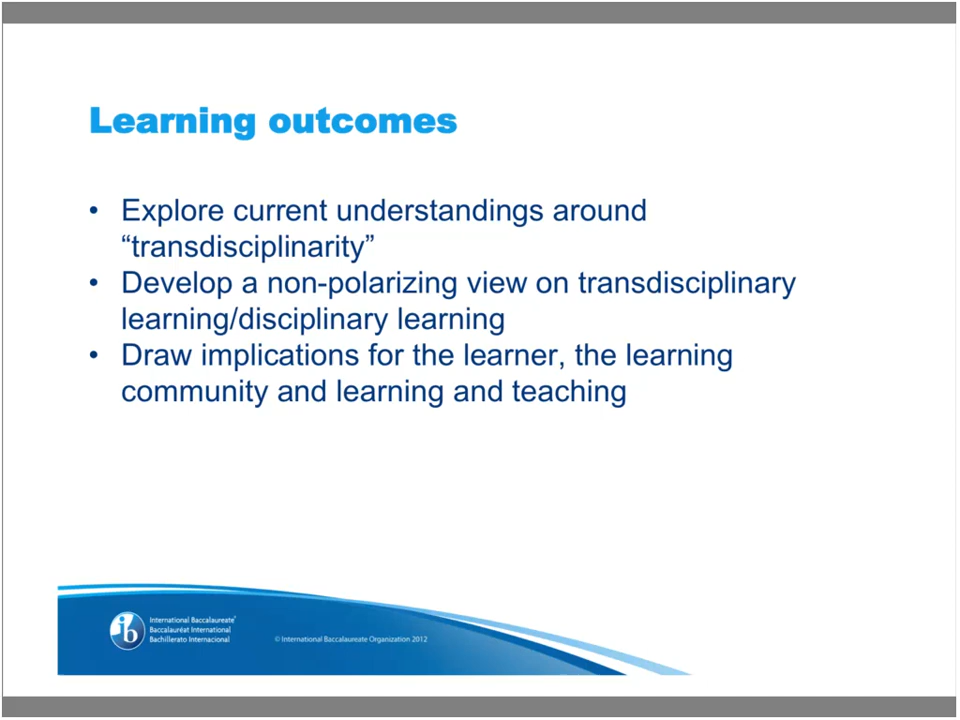 Learning outcomes
• Explore current understandings around
“transdisciplinarity”
• Develop a non-polarizing view on transdisciplinary
learning/disciplinary learning
• Draw implications for the learner, the learning
community and learning and teaching
ib
International Baccalaureate®
Baccalauréat International
Bachillerato Internacional
© International Baccalaureate Organization 2012